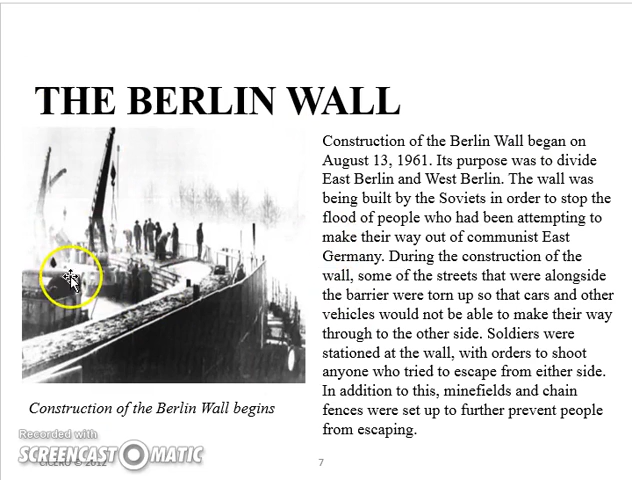 THE BERLIN WALL
Construction of the Berlin Wall began on
August 13, 1961. Its purpose was to divide
East Berlin and West Berlin. The wall was
being built by the Soviets in order to stop the
flood of people who had been attempting to
make their way out of communist East
Germany. During the construction of the
wall, some of the streets that were alongside
the barrier were torn up so that cars and other
vehicles would not be able to make their way
through to the other side. Soldiers were
stationed at the wall, with orders to shoot
anyone who tried to escape from either side.
In addition to this, minefields and chain
fences were set up to further prevent people
from escaping.
Construction of the Berlin Wall begins
Recorded with
SCREENCAST O MATIC
CICERO © 2012
7